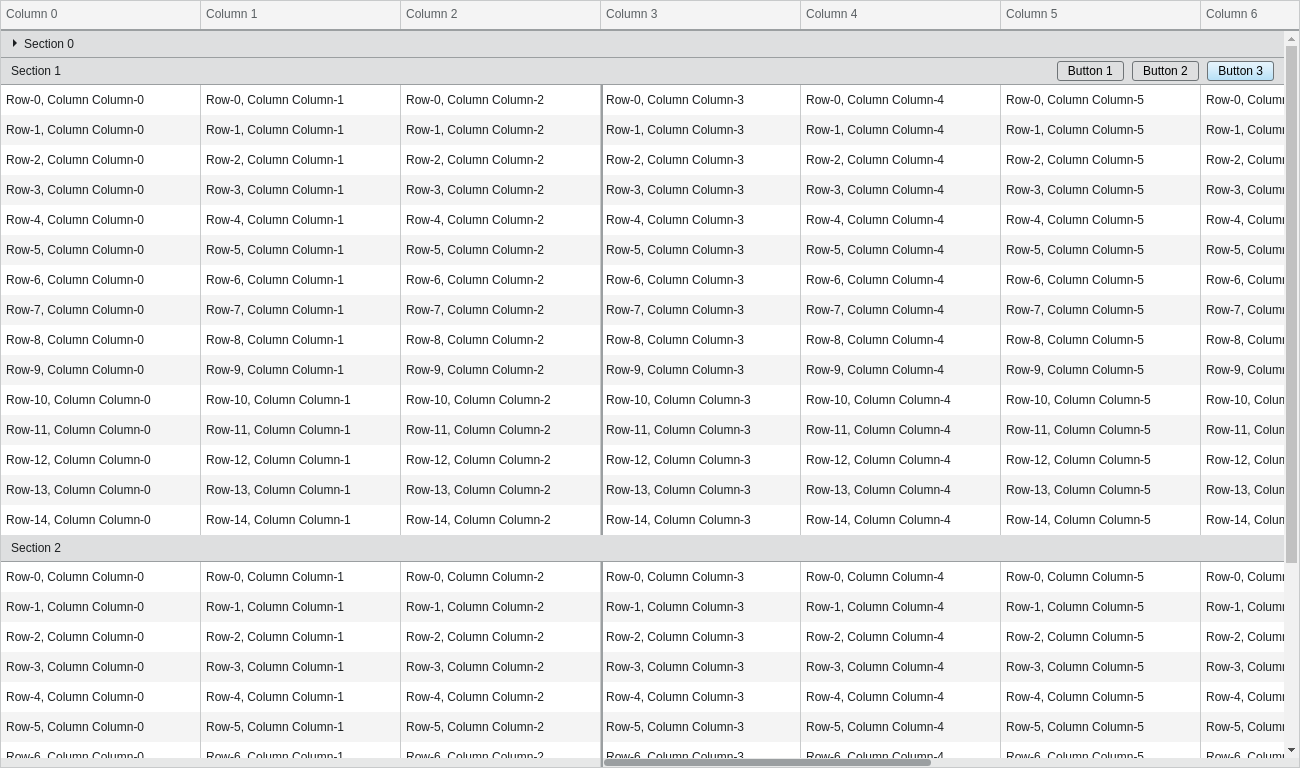 Column 0 Column 1 Column 2 Column 3 Column 4 Column 5 Column 6
Section 0
Section 1 Button 1 Button 2 Button 3
Row-0, Column Column-0 Row-0, Column Column-1 Row-0, Column Column-2 Row-0, Column Column-3 Row-0, Column Column-4 Row-0, Column Column-5 Row-0, Colum
Row-1, Column Column-0 Row-1, Column Column-1 Row-1, Column Column-2 Row-1, Column Column-3 Row-1, Column Column-4 Row-1, Column Column-5 Row-1, Colum
Row-2, Column Column-0 Row-2, Column Column-1 Row-2, Column Column-2 Row-2, Column Column-3 Row-2, Column Column-4 Row-2, Column Column-5 Row-2, Colum
Row-3, Column Column-0 Row-3, Column Column-1 Row-3, Column Column-2 Row-3, Column Column-3 Row-3, Column Column-4 Row-3, Column Column-5 Row-3, Colum
Row-4, Column Column-0 Row-4, Column Column-1 Row-4, Column Column-2 Row-4, Column Column-3 Row-4, Column Column-4 Row-4, Column Column-5 Row-4, Colum
Row-5, Column Column-0 Row-5, Column Column-1 Row-5, Column Column-2 Row-5, Column Column-3 Row-5, Column Column-4 Row-5, Column Column-5 Row-5, Colum
Row-6, Column Column-0 Row-6, Column Column-1 Row-6, Column Column-2 Row-6, Column Column-3 Row-6, Column Column-4 Row-6, Column Column-5 Row-6, Colum
Row-7, Column Column-0 Row-7, Column Column-1 Row-7, Column Column-2 Row-7, Column Column-3 Row-7, Column Column-4 Row-7, Column Column-5 Row-7, Colum
Row-8, Column Column-0 Row-8, Column Column-1 Row-8, Column Column-2 Row-8, Column Column-3 Row-8, Column Column-4 Row-8, Column Column-5 Row-8, Colum
Row-9, Column Column-0 Row-9, Column Column-1 Row-9, Column Column-2 Row-9, Column Column-3 Row-9, Column Column-4 Row-9, Column Column-5 Row-9, Colum
Row-10, Column Column-0 Row-10, Column Column-1 Row-10, Column Column-2 Row-10, Column Column-3 Row-10, Column Column-4 Row-10, Column Column-5 Row-10, Colun
Row-11, Column Column-0 Row-11, Column Column-1 Row-11, Column Column-2 Row-11, Column Column-3 Row-11, Column Column-4 Row-11, Column Column-5 Row-11, Colun
Row-12, Column Column-0 Row-12, Column Column-1 Row-12, Column Column-2 Row-12, Column Column-3 Row-12, Column Column-4 Row-12, Column Column-5 Row-12, Colun
Row-13, Column Column-0 Row-13, Column Column-1 Row-13, Column Column-2 Row-13, Column Column-3 Row-13, Column Column-4 Row-13, Column Column-5 Row-13, Colun
Row-14, Column Column-0 Row-14, Column Column-1 Row-14, Column Column-2 Row-14, Column Column-3 Row-14, Column Column-4 Row-14, Column Column-5 Row-14, Colun
Section 2
Row-0, Column Column-0 Row-0, Column Column-1 Row-0, Column Column-2 Row-0, Column Column-3 Row-0, Column Column-4 Row-0, Column Column-5 Row-0, Colum
Row-1, Column Column-0 Row-1, Column Column-1 Row-1, Column Column-2 Row-1, Column Column-3 Row-1, Column Column-4 Row-1, Column Column-5 Row-1, Colum
Row-2, Column Column-0 Row-2, Column Column-1 Row-2, Column Column-2 Row-2, Column Column-3 Row-2, Column Column-4 Row-2, Column Column-5 Row-2, Colum
Row-3, Column Column-0 Row-3, Column Column-1 Row-3, Column Column-2 Row-3, Column Column-3 Row-3, Column Column-4 Row-3, Column Column-5 Row-3, Colum
Row-4, Column Column-0 Row-4, Column Column-1 Row-4, Column Column-2 Row-4, Column Column-3 Row-4, Column Column-4 Row-4, Column Column-5 Row-4, Colum
Row-5, Column Column-0 Row-5, Column Column-1 Row-5, Column Column-2 Row-5, Column Column-3 Row-5, Column Column-4 Row-5, Column Column-5 Row-5, Colum
Row-6, Column Column-0 Row-6, Column Column-1 Row-6, Column Column-2 Row-6, Column Column-3 Row-6, Column Column-4 Row-6, Column Column-5 Row-6, Colum